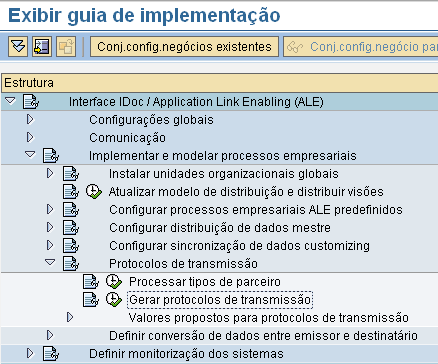 Exibir guia de implementação
Conj.config.negócios existentes
Conj.config.negócio par
Estrutura
Interface IDoc / Application Link Enabling (ALE)
Configurações globais
Comunicação
Implementar e modelar processos empresariais
Instalar unidades organizacionais globais
Atualizar modelo de distribuição e distribuir visões
Configurar processos empresariais ALE predefinidos
Configurar distribuição de dados mestre
Configurar sincronização de dados customizing
Protocolos de transmissão
Processar tipos de parceiro
Gerar protocolos de transmissão
Valores propostos para protocolos de transmissão
Definir conversão de dados entre emissor e destinatário
Definir monitorização dos sistemas